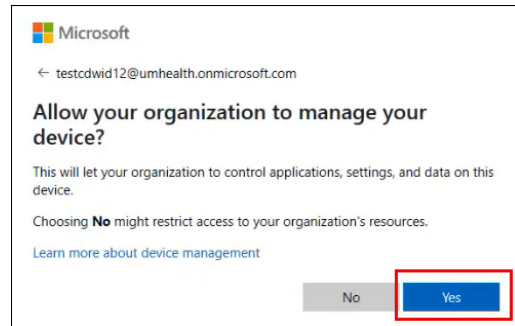 Microsoft
← testcdwid12@umhealth.onmicrosoft.com
Allow your organization to manage your
device?
This will let your organization to control applications, settings, and data on this
device.
Choosing No might restrict access to your organization's resources.
Learn more about device management
No Yes